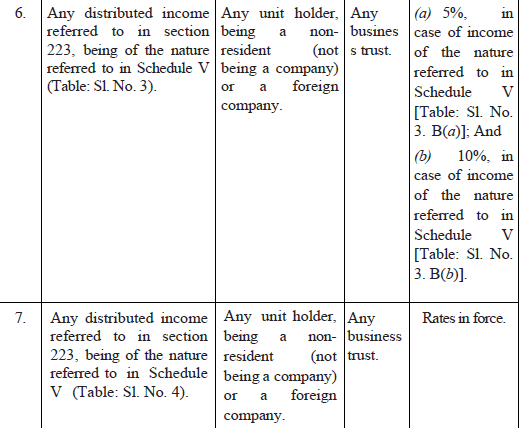 6.
Any distributed income
referred to in section
223, being of the nature
referred to in Schedule V
(Table: Sl. No. 3).
Any unit holder,
being a non-
resident (not
being a company)
or a foreign
company.
Any
busines
s trust.
(a) 5%, in
case of income
of the nature
referred to in
Schedule V
[Table: Sl. No.
3. B(a)]; And
(b) 10%, in
case of income
of the nature
referred to in
Schedule V
[Table: Sl. No.
3. B(b)].
7.
Any distributed income
referred to in section
223, being of the nature
referred to in Schedule
V (Table: Sl. No. 4).
Any unit holder,
being a non-
resident (not
being a company)
or a foreign
company.
Any
business
trust.
Rates in force.